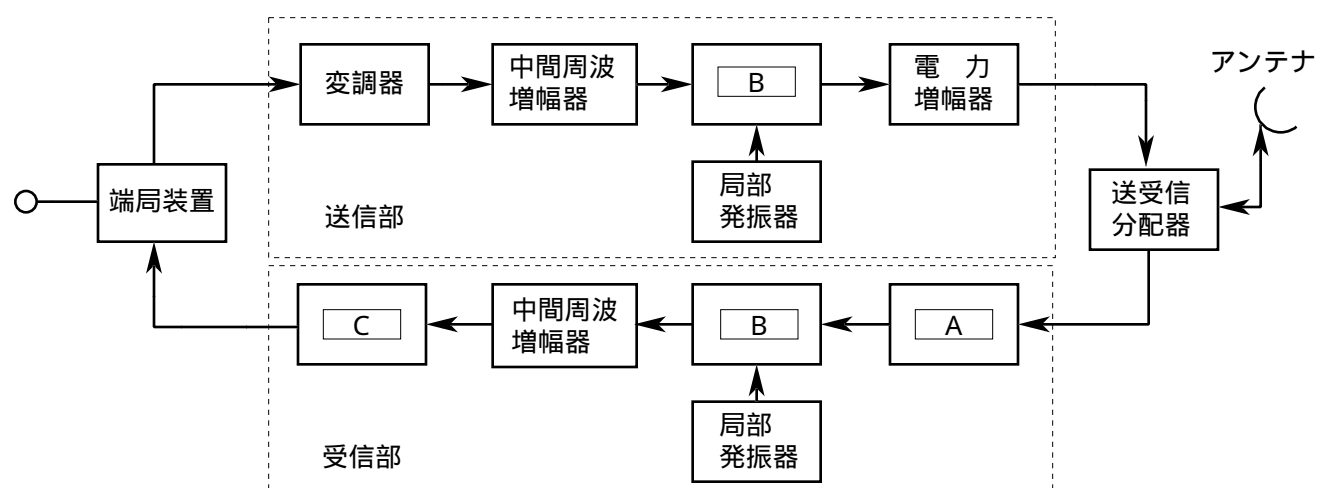 アンテナ
変調器
中間周波
増幅器
B
電 力
増幅器
局部
発振器
端局装置
送信部
送受信
分配器
C
中間周波
増幅器
B
A
局部
発振器
受信部